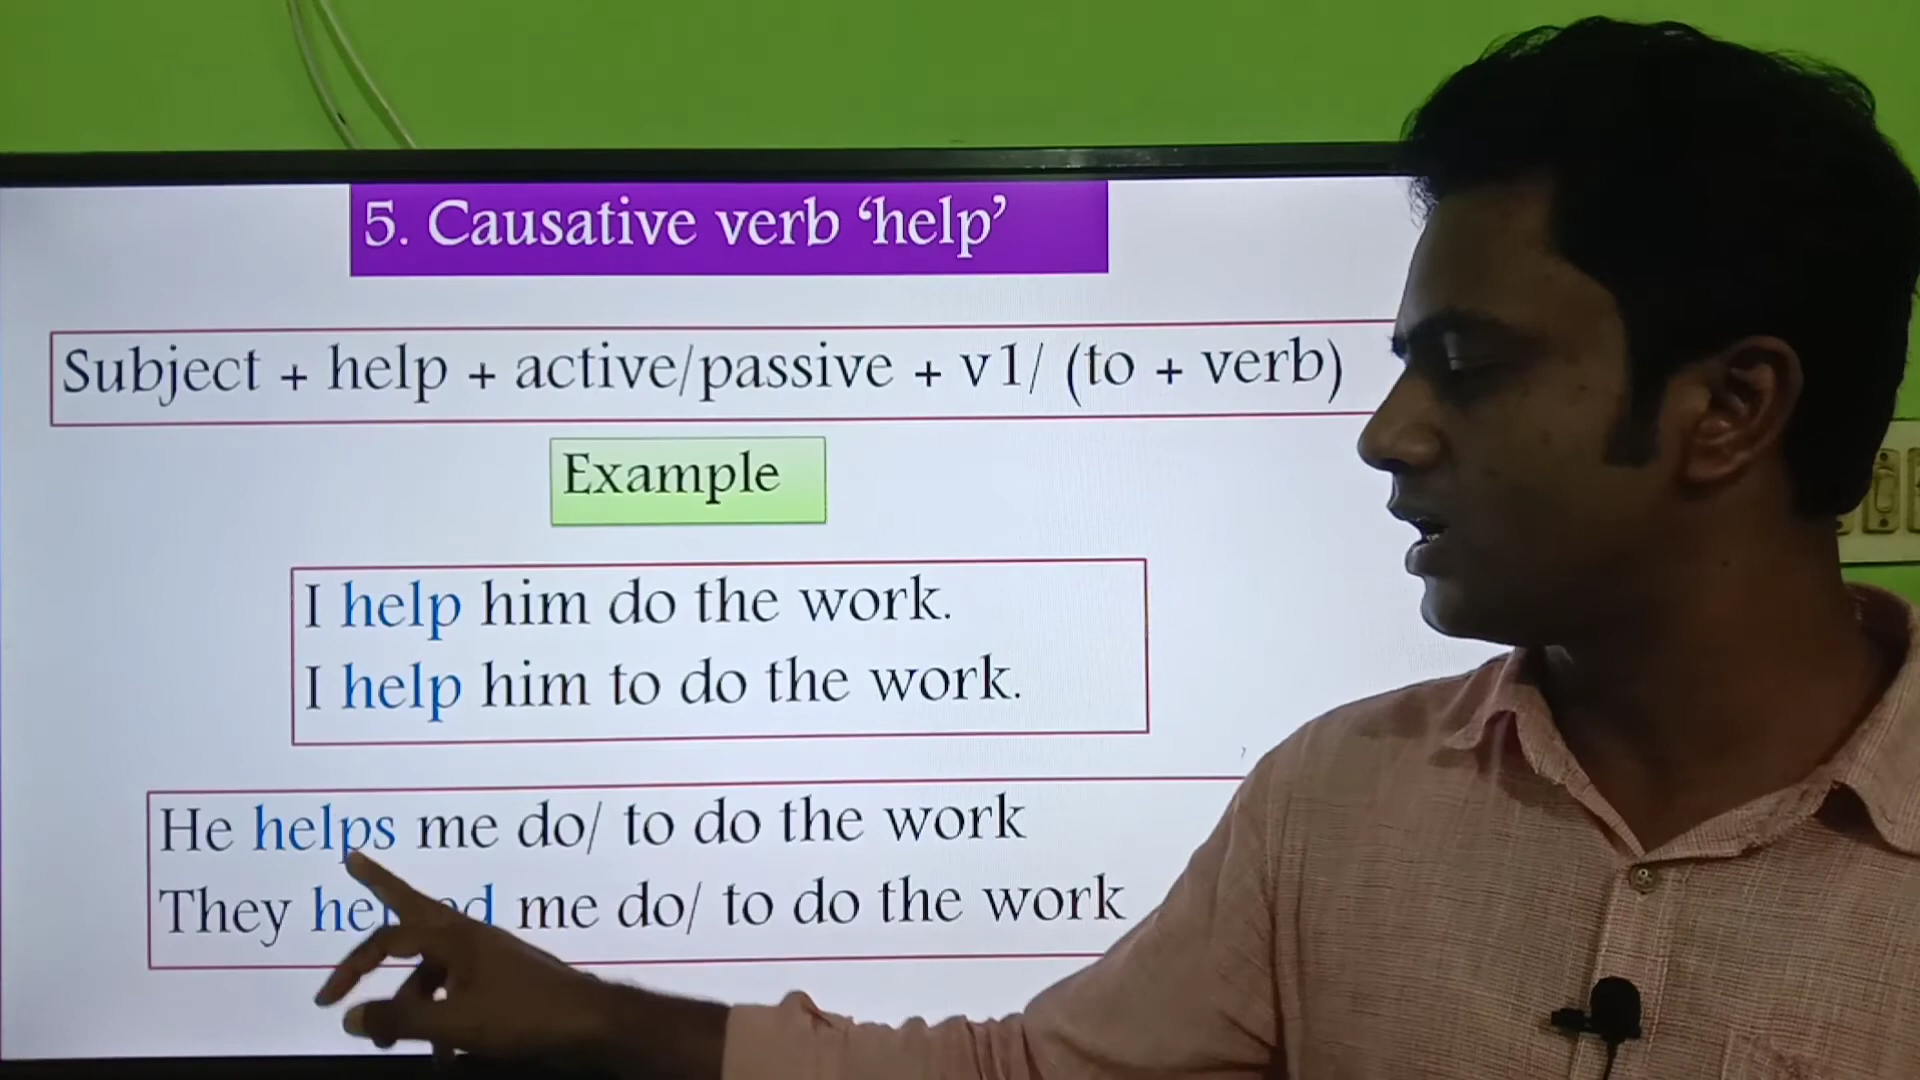 5. Causative verb ‘help’
Subject + help + active/passive + v1/ (to + verb)
Example
I help him do the work.
I help him to do the work.
He helps me do/ to do the work
They me do/ to do the work